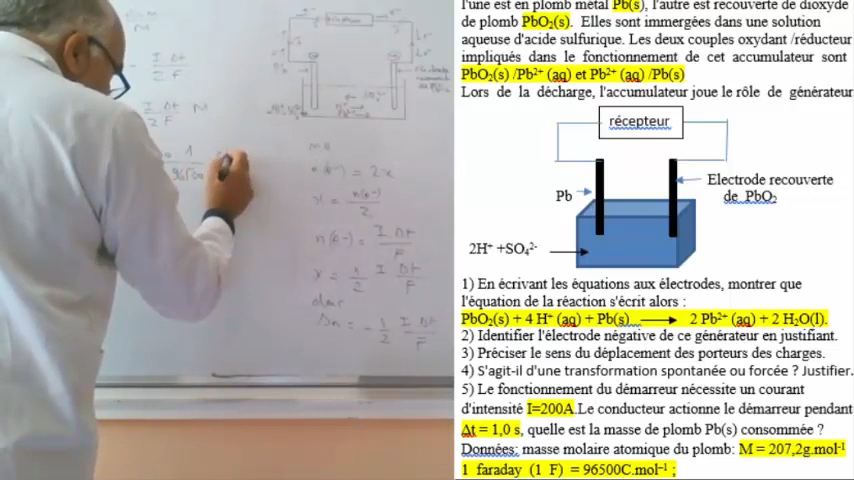 l'une est en plomb métal Pb(s), l'autre est recouverte de dioxyde
de plomb PbO₂(s). Elles sont immergées dans une solution
aqueuse d'acide sulfurique. Les deux couples oxydant /réducteur
impliqués dans le fonctionnement de cet accumulateur sont
PbO₂(s) /Pb²⁺ (aq) et Pb²⁺ (aq) /Pb(s)
Lors de la décharge, l'accumulateur joue le rôle de générateur
récepteur
Pb
Electrode recouverte
de PbO₂
2H⁺ +SO₄²⁻
1) En écrivant les équations aux électrodes, montrer que
l'équation de la réaction s'écrit alors :
PbO₂(s) + 4 H⁺ (aq) + Pb(s) ⟶ 2 Pb²⁺ (aq) + 2 H₂O(l).
2) Identifier l'électrode négative de ce générateur en justifiant.
3) Préciser le sens du déplacement des porteurs des charges.
4) S'agit-il d'une transformation spontanée ou forcée ? Justifier.
5) Le fonctionnement du démarreur nécessite un courant
d'intensité I=200A.Le conducteur actionne le démarreur pendant
Δt = 1,0 s, quelle est la masse de plomb Pb(s) consommée ?
Données: masse molaire atomique du plomb: M = 207,2g.mol⁻¹
1 faraday (1 F) = 96500C.mol⁻¹ ;
I Δt
2 F
I Δt M
2 F
n(e-) = 2x
x = n(e-)
2
n(e-) = I Δt
F
x = 1 I Δt
2 F
donc
Δn = - 1 I Δt
2 F